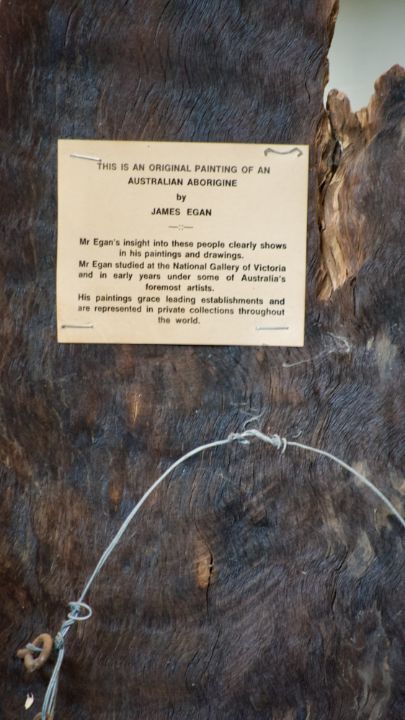 THIS IS AN ORIGINAL PAINTING OF AN
AUSTRALIAN ABORIGINE
by
JAMES EGAN
Mr Egan's insight into these people clearly shows
in his paintings and drawings.
Mr Egan studied at the National Gallery of Victoria
and in early years under some of Australia's
foremost artists.
His paintings grace leading establishments and
are represented in private collections throughout
the world.